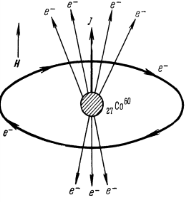 e⁻ e⁻ J e⁻ e⁻
H
e⁻
₂₇Co⁶⁰
e⁻
e⁻ e⁻ e⁻